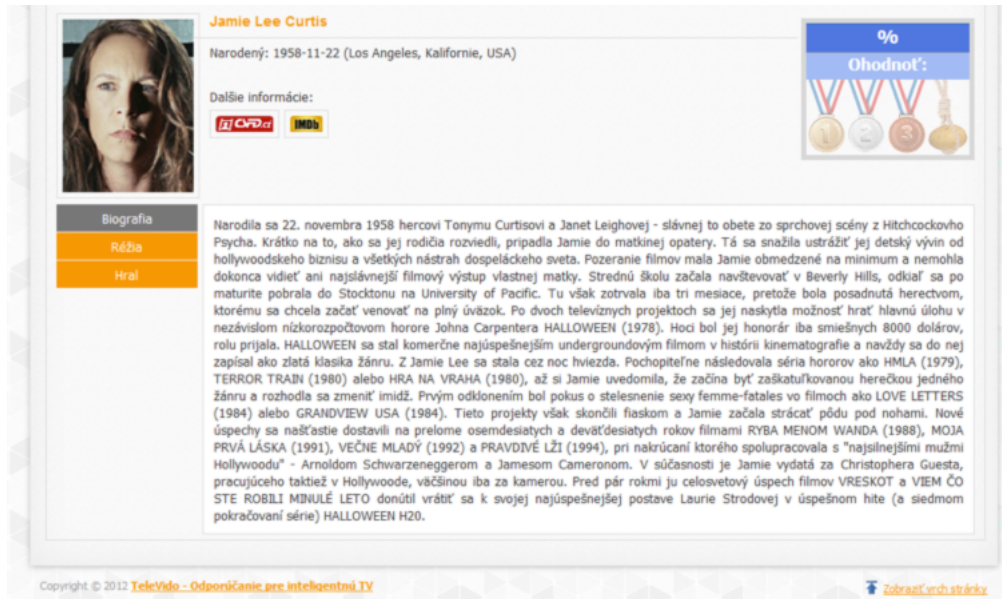 Jamie Lee Curtis
Narodený: 1958-11-22 (Los Angeles, Kalifornie, USA)
Dalšie informácie:
ČSFD.cz IMDb
%
Ohodnoť:
1 2 3
Biografia
Réžia
Hral
Narodila sa 22. novembra 1958 hercovi Tonymu Curtisovi a Janet Leighovej - slávnej to obete zo sprchovej scény z Hitchcockovho
Psycha. Krátko na to, ako sa jej rodičia rozviedli, pripadla Jamie do matkinej opatery. Tá sa snažila ustrážiť jej detský vývin od
hollywoodskeho biznisu a všetkých nástrah dospeláckeho sveta. Pozeranie filmov mala Jamie obmedzené na minimum a nemohla
dokonca vidieť ani najslávnejší filmový výstup vlastnej matky. Strednú školu začala navštevovať v Beverly Hills, odkiaľ sa po
maturite pobrala do Stocktonu na University of Pacific. Tu však zotrvala iba tri mesiace, pretože bola posadnutá herectvom,
ktorému sa chcela začať venovať na plný úväzok. Po dvoch televíznych projektoch sa jej naskytla možnosť hrať hlavnú úlohu v
nezávislom nízkorozpočtovom horore Johna Carpentera HALLOWEEN (1978). Hoci bol jej honorár iba smiešnych 8000 dolárov,
rolu prijala. HALLOWEEN sa stal komerčne najúspešnejším undergroundovým filmom v histórii kinematografie a navždy sa do nej
zapísal ako zlatá klasika žánru. Z Jamie Lee sa stala cez noc hviezda. Pochopiteľne následovala séria hororov ako HMLA (1979),
TERROR TRAIN (1980) alebo HRA NA VRAHA (1980), až si Jamie uvedomila, že začína byť zaškatuľkovanou herečkou jedného
žánru a rozhodla sa zmeniť imidž. Prvým odklonením bol pokus o stelesnenie sexy femme-fatales vo filmoch ako LOVE LETTERS
(1984) alebo GRANDVIEW USA (1984). Tieto projekty však skončili fiaskom a Jamie začala strácať pôdu pod nohami. Nové
úspechy sa našťastie dostavili na prelome osemdesiatych a deväťdesiatych rokov filmami RYBA MENOM WANDA (1988), MOJA
PRVÁ LÁSKA (1991), VEČNE MLADÝ (1992) a PRAVDIVÉ LŽI (1994), pri nakrúcaní ktorého spolupracovala s "najsilnejšími mužmi
Hollywoodu" - Arnoldom Schwarzeneggerom a Jamesom Cameronom. V súčasnosti je Jamie vydatá za Christophera Guesta,
pracujúceho taktiež v Hollywoode, väčšinou iba za kamerou. Pred pár rokmi ju celosvetový úspech filmov VRESKOT a VIEM ČO
STE ROBILI MINULÉ LETO donútil vrátiť sa k svojej najúspešnejšej postave Laurie Strodovej v úspešnom hite (a siedmom
pokračovaní série) HALLOWEEN H20.
Copyright © 2012 TeleVido - Odporúčanie pre inteligentnú TV
Zobraziť vrch stránky